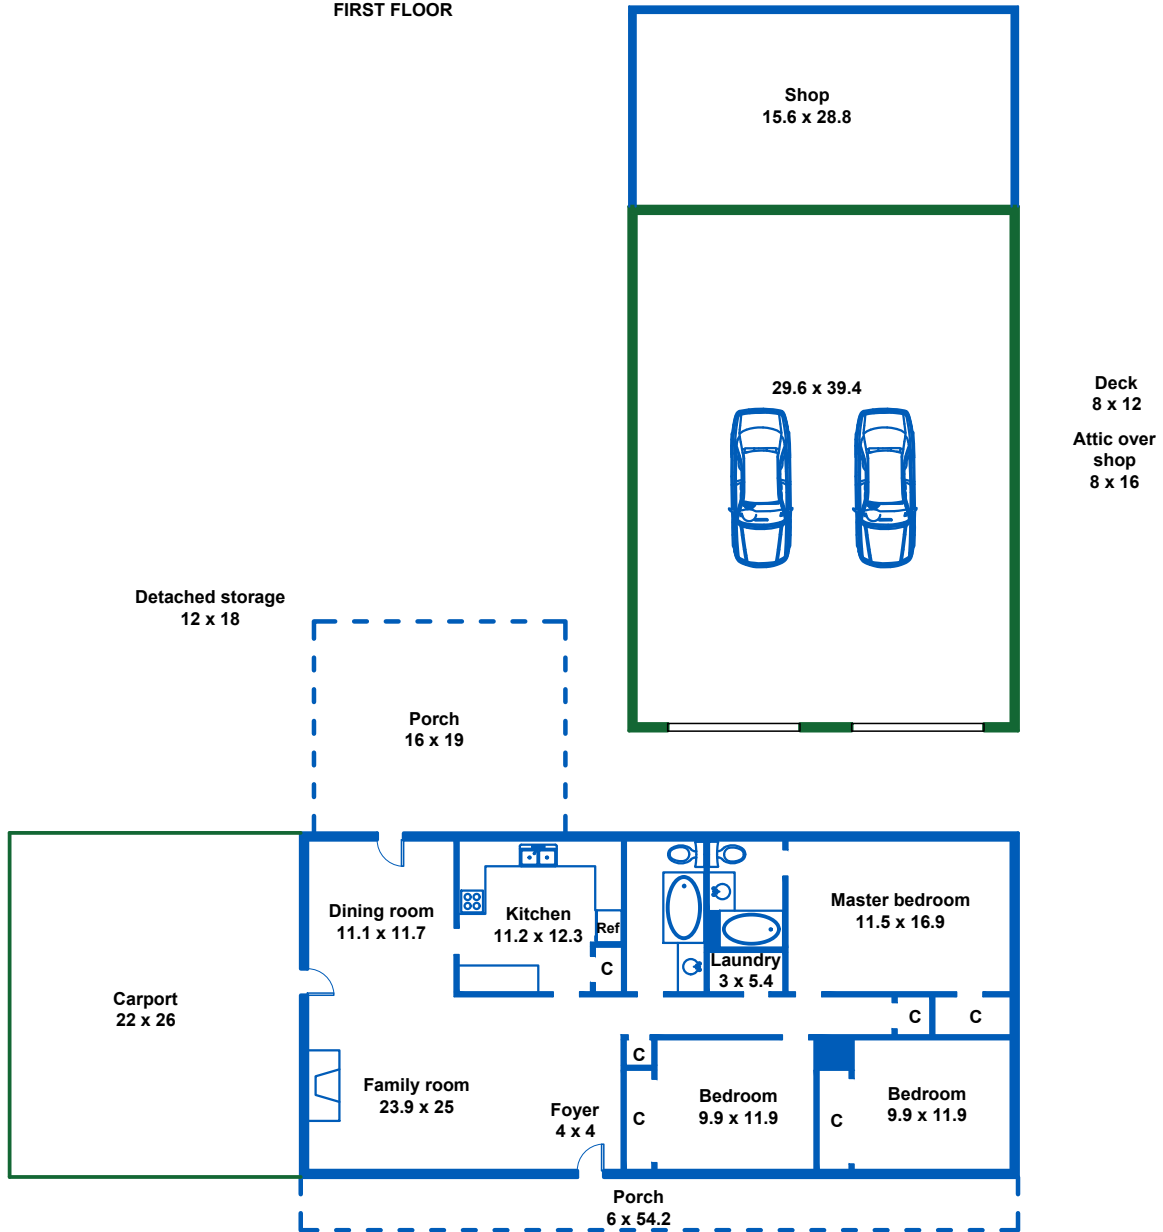 FIRST FLOOR
Shop
15.6 x 28.8
29.6 x 39.4
Deck
8 x 12
Attic over
shop
8 x 16
Detached storage
12 x 18
Porch
16 x 19
Dining room
11.1 x 11.7
Kitchen
11.2 x 12.3
Ref
C
Laundry
3 x 5.4
Master bedroom
11.5 x 16.9
Carport
22 x 26
C
C
C
Family room
23.9 x 25
Foyer
4 x 4
C
Bedroom
9.9 x 11.9
C
Bedroom
9.9 x 11.9
Porch
6 x 54.2